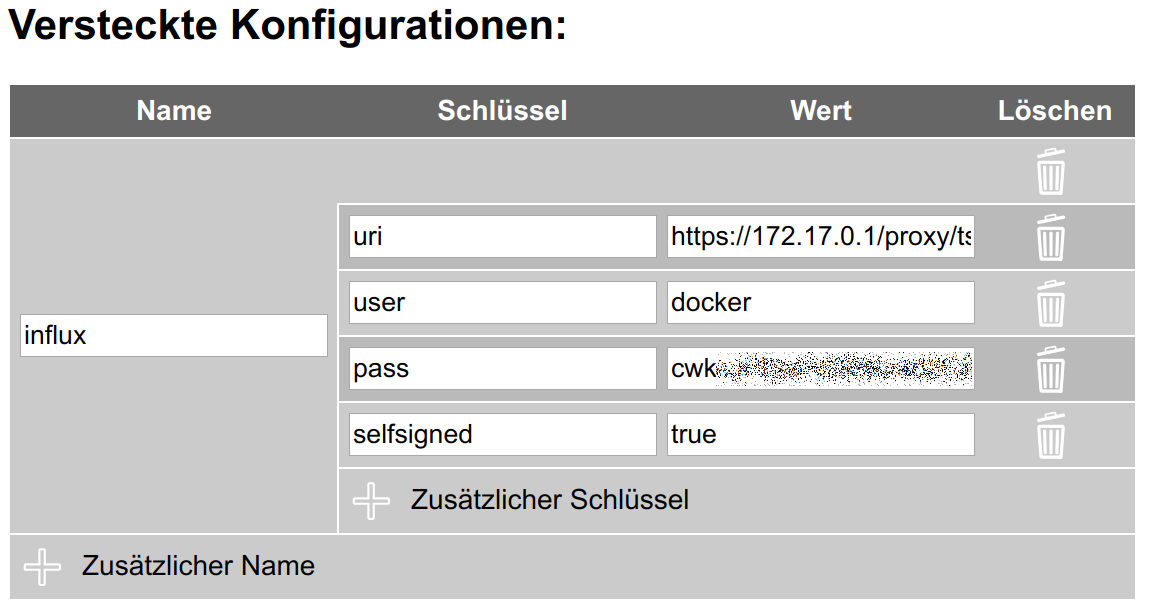 Versteckte Konfigurationen:
Name Schlüssel Wert Löschen
influx
uri https://172.17.0.1/proxy/ts
user docker
pass cwk
selfsigned true
Zusätzlicher Schlüssel
Zusätzlicher Name